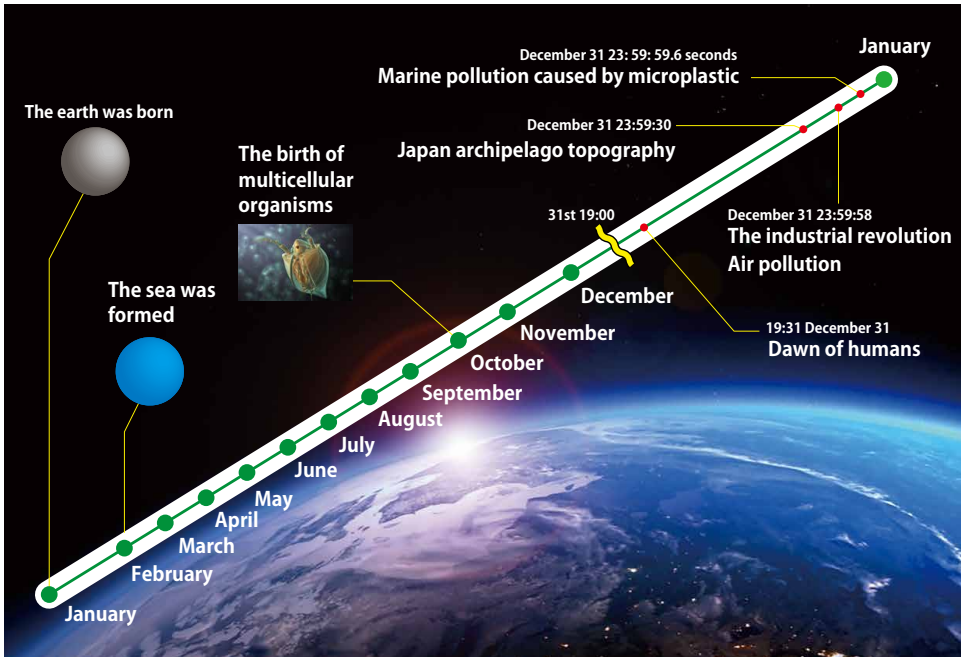 January
December 31 23: 59: 59.6 seconds
Marine pollution caused by microplastic
The earth was born
December 31 23:59:30
Japan archipelago topography
The birth of
multicellular
organisms
31st 19:00
December 31 23:59:58
The industrial revolution
Air pollution
The sea was
formed
December
19:31 December 31
Dawn of humans
November
October
September
August
July
June
May
April
March
February
January